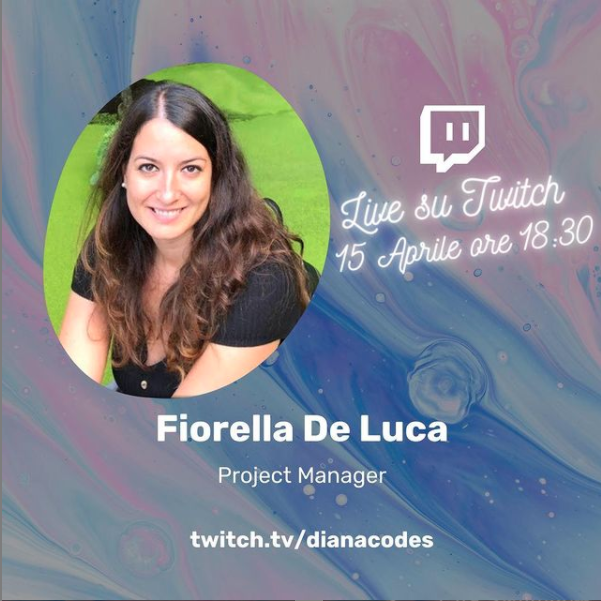 Live su Twitch
15 Aprile ore 18:30
Fiorella De Luca
Project Manager
twitch.tv/dianacodes